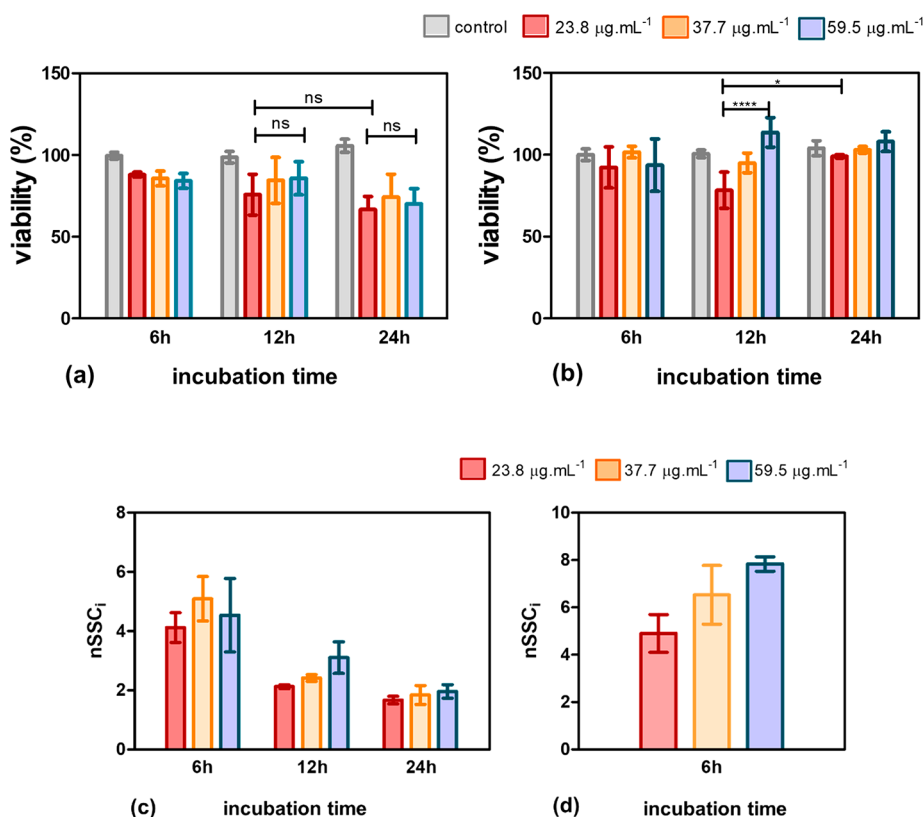 control 23.8 µg.mL⁻¹ 37.7 µg.mL⁻¹ 59.5 µg.mL⁻¹
150
100
50
0
viability (%)
ns
ns
ns
6h 12h 24h
(a) incubation time
150
100
50
0
viability (%)
*
****
6h 12h 24h
(b) incubation time
23.8 µg.mL⁻¹ 37.7 µg.mL⁻¹ 59.5 µg.mL⁻¹
8
6
4
2
0
nSSCᵢ
6h 12h 24h
(c) incubation time
10
8
6
4
2
0
nSSCᵢ
6h
(d) incubation time